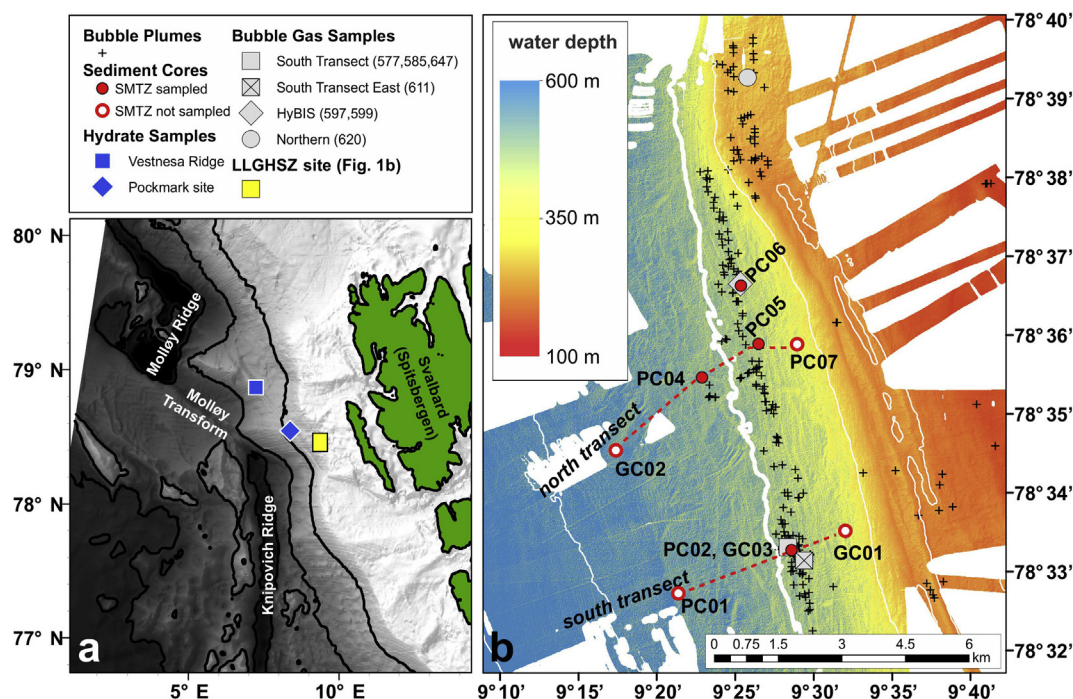 Bubble Plumes
Sediment Cores
SMTZ sampled
SMTZ not sampled
Hydrate Samples
Vestnesa Ridge
Pockmark site
Bubble Gas Samples
South Transect (577,585,647)
South Transect East (611)
HyBIS (597,599)
Northern (620)
LLGHSZ site (Fig. 1b)
80° N
79° N
78° N
77° N
Molløy Ridge
Molløy
Transform
Knipovich Ridge
Svalbard
(Spitsbergen)
a
5° E
10° E
water depth
600 m
350 m
100 m
PC06
PC05
PC07
PC04
north transect
GC02
PC02, GC03
GC01
south transect
PC01
b
0 0.75 1.5 3 4.5 6
km
78° 40'
78° 39'
78° 38'
78° 37'
78° 36'
78° 35'
78° 34'
78° 33'
78° 32'
9°10' 9°20' 9°25' 9°30' 9°35' 9°40'